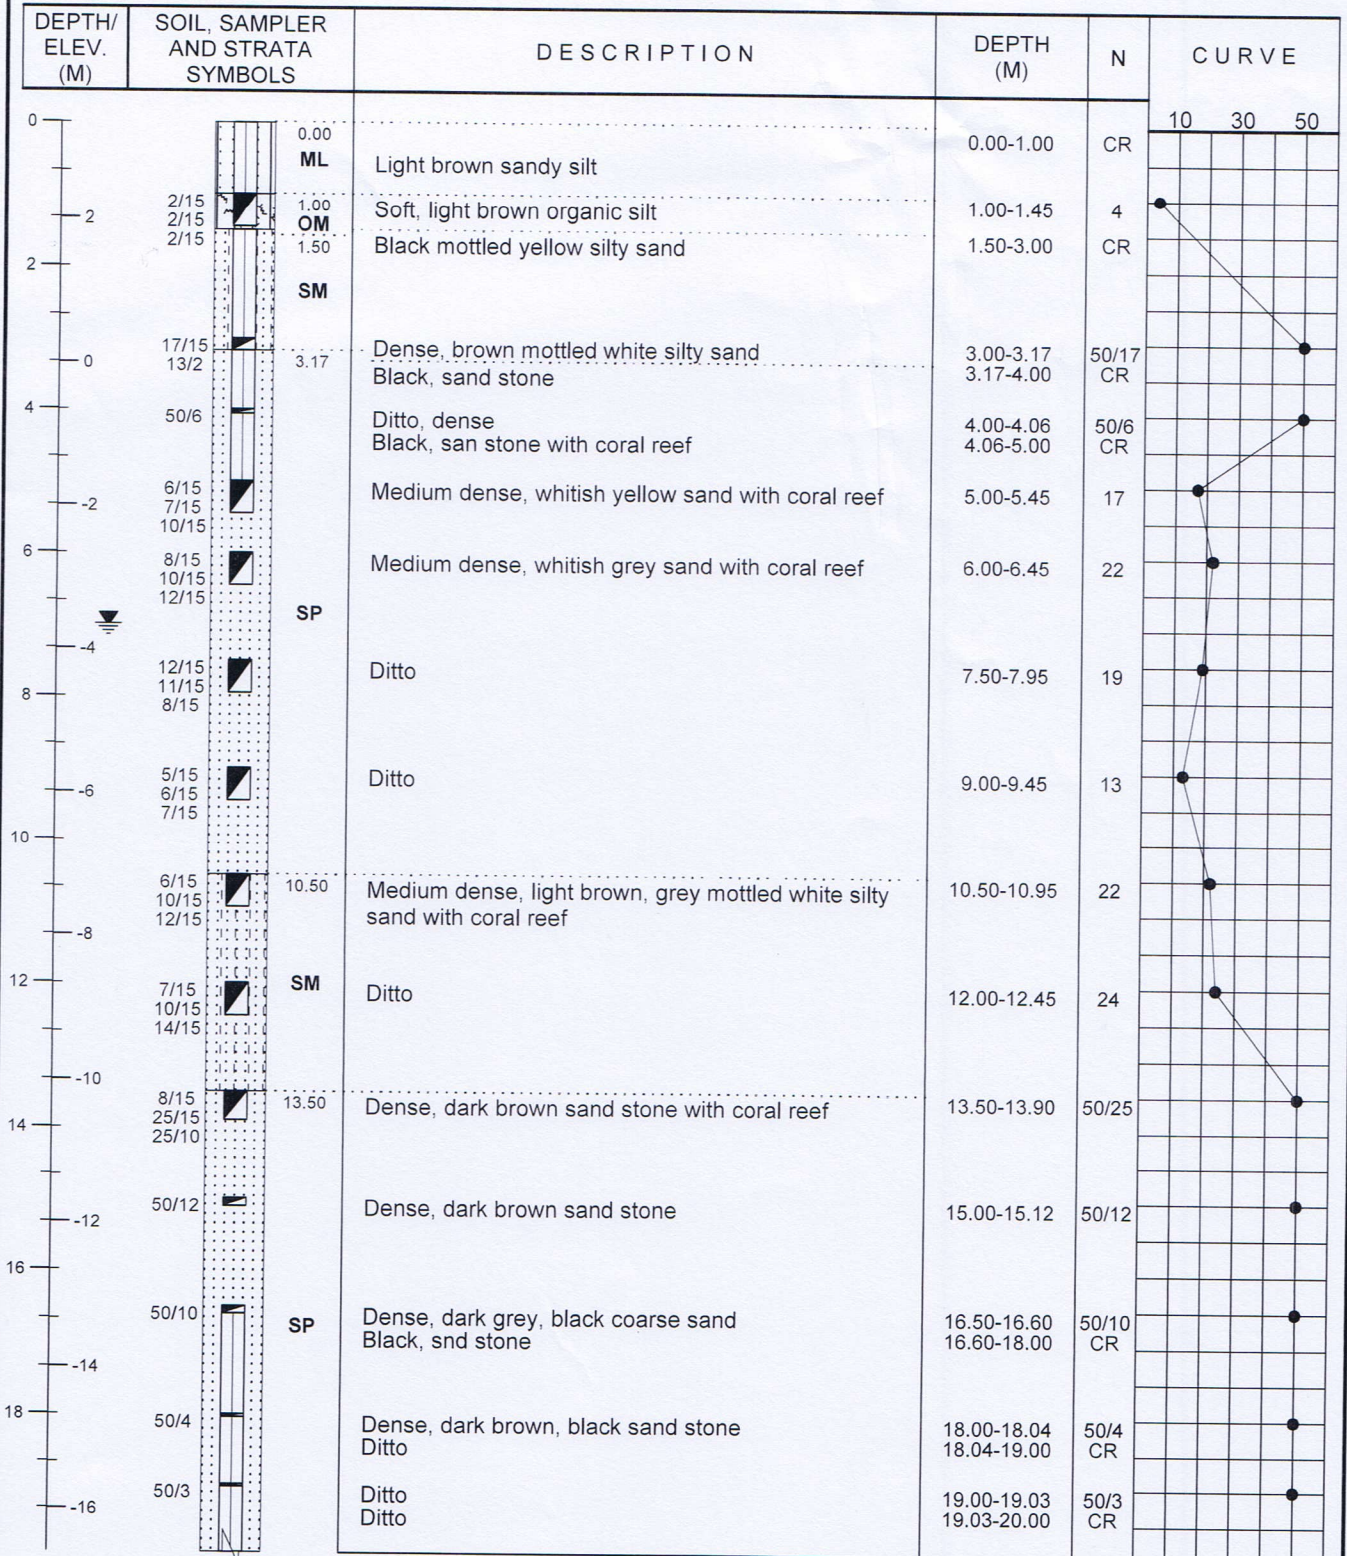 DEPTH/ ELEV. (M)
SOIL, SAMPLER AND STRATA SYMBOLS
DESCRIPTION
DEPTH (M)
N
CURVE
10 30 50
0
0.00
0.00-1.00 CR
ML
Light brown sandy silt
2/15 1.00 Soft, light brown organic silt 1.00-1.45 4
2 2/15 OM
2/15 1.50 Black mottled yellow silty sand 1.50-3.00 CR
2
SM
17/15 Dense, brown mottled white silty sand 3.00-3.17 50/17
0 13/2 3.17 Black, sand stone 3.17-4.00 CR
4
50/6 Ditto, dense 4.00-4.06 50/6
Black, san stone with coral reef 4.06-5.00 CR
6/15 Medium dense, whitish yellow sand with coral reef 5.00-5.45 17
-2 7/15
10/15
6
8/15 Medium dense, whitish grey sand with coral reef 6.00-6.45 22
10/15
12/15
SP
-4
12/15 Ditto 7.50-7.95 19
11/15
8 8/15
5/15 Ditto 9.00-9.45 13
-6 6/15
7/15
10
6/15 10.50 Medium dense, light brown, grey mottled white silty 10.50-10.95 22
10/15 sand with coral reef
12/15
-8
12 7/15 SM Ditto 12.00-12.45 24
10/15
14/15
-10
8/15 13.50 Dense, dark brown sand stone with coral reef 13.50-13.90 50/25
14 25/15
25/10
50/12 Dense, dark brown sand stone 15.00-15.12 50/12
-12
16
50/10 SP Dense, dark grey, black coarse sand 16.50-16.60 50/10
Black, snd stone 16.60-18.00 CR
-14
18
50/4 Dense, dark brown, black sand stone 18.00-18.04 50/4
Ditto 18.04-19.00 CR
50/3 Ditto 19.00-19.03 50/3
-16 Ditto 19.03-20.00 CR